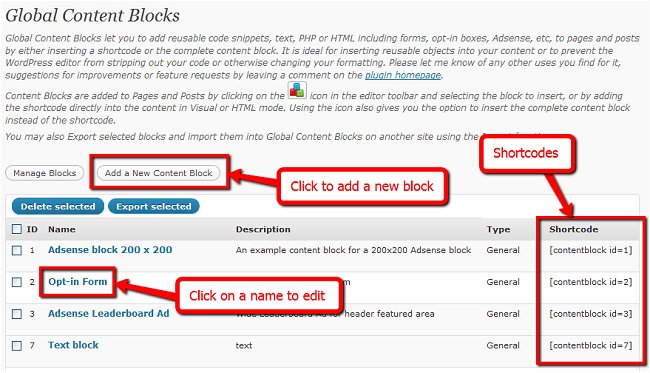 Global Content Blocks
Global Content Blocks let you to add reusable code snippets, text, PHP or HTML including forms, opt-in boxes, Adsense, etc, to pages and posts
by either inserting a shortcode or the complete content block. It is ideal for inserting reusable objects into your content or to prevent the
WordPress editor from stripping out your code or otherwise changing your formatting. Please let me know of any other uses you find for it,
suggestions for improvements or feature requests by leaving a comment on the plugin homepage.
Content Blocks are added to Pages and Posts by clicking on the icon in the editor toolbar and selecting the block to insert, or by adding
the shortcode directly into the content in Visual or HTML mode. Using the icon also gives you the option to insert the complete content block
instead of the shortcode.
You may also Export selected blocks and import them into Global Content Blocks on another site using the
Shortcodes
Manage Blocks Add a New Content Block
Click to add a new block
Delete selected Export selected
ID Name Description Type Shortcode
1 Adsense block 200 x 200 An example content block for a 200x200 Adsense block General [contentblock id=1]
2 Opt-in Form General [contentblock id=2]
Click on a name to edit
3 Adsense Leaderboard Ad Wide Leaderboard Ad for header featured area General [contentblock id=3]
7 Text block text General [contentblock id=7]